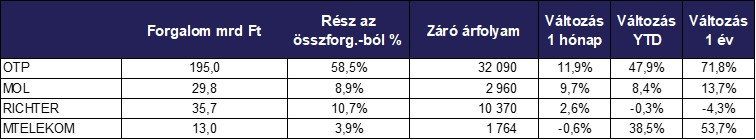 Forgalom mrd Ft Rész az összforg.-ból % Záró árfolyam Változás 1 hónap Változás YTD Változás 1 év
OTP 195,0 58,5% 32 090 11,9% 47,9% 71,8%
MOL 29,8 8,9% 2 960 9,7% 8,4% 13,7%
RICHTER 35,7 10,7% 10 370 2,6% -0,3% -4,3%
MTELEKOM 13,0 3,9% 1 764 -0,6% 38,5% 53,7%